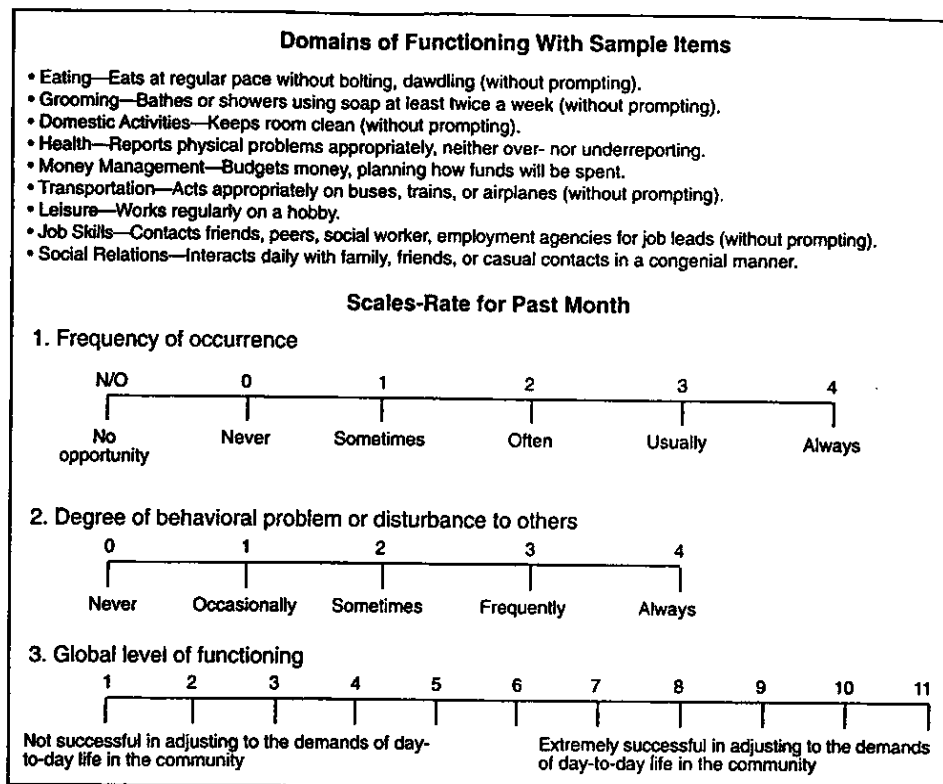 Domains of Functioning With Sample Items
• Eating—Eats at regular pace without bolting, dawdling (without prompting).
• Grooming—Bathes or showers using soap at least twice a week (without prompting).
• Domestic Activities—Keeps room clean (without prompting).
• Health—Reports physical problems appropriately, neither over- nor underreporting.
• Money Management—Budgets money, planning how funds will be spent.
• Transportation—Acts appropriately on buses, trains, or airplanes (without prompting).
• Leisure—Works regularly on a hobby.
• Job Skills—Contacts friends, peers, social worker, employment agencies for job leads (without prompting).
• Social Relations—Interacts daily with family, friends, or casual contacts in a congenial manner.
Scales-Rate for Past Month
1. Frequency of occurrence
N/O 0 1 2 3 4
No opportunity Never Sometimes Often Usually Always
2. Degree of behavioral problem or disturbance to others
0 1 2 3 4
Never Occasionally Sometimes Frequently Always
3. Global level of functioning
1 2 3 4 5 6 7 8 9 10 11
Not successful in adjusting to the demands of day-
to-day life in the community
Extremely successful in adjusting to the demands
of day-to-day life in the community